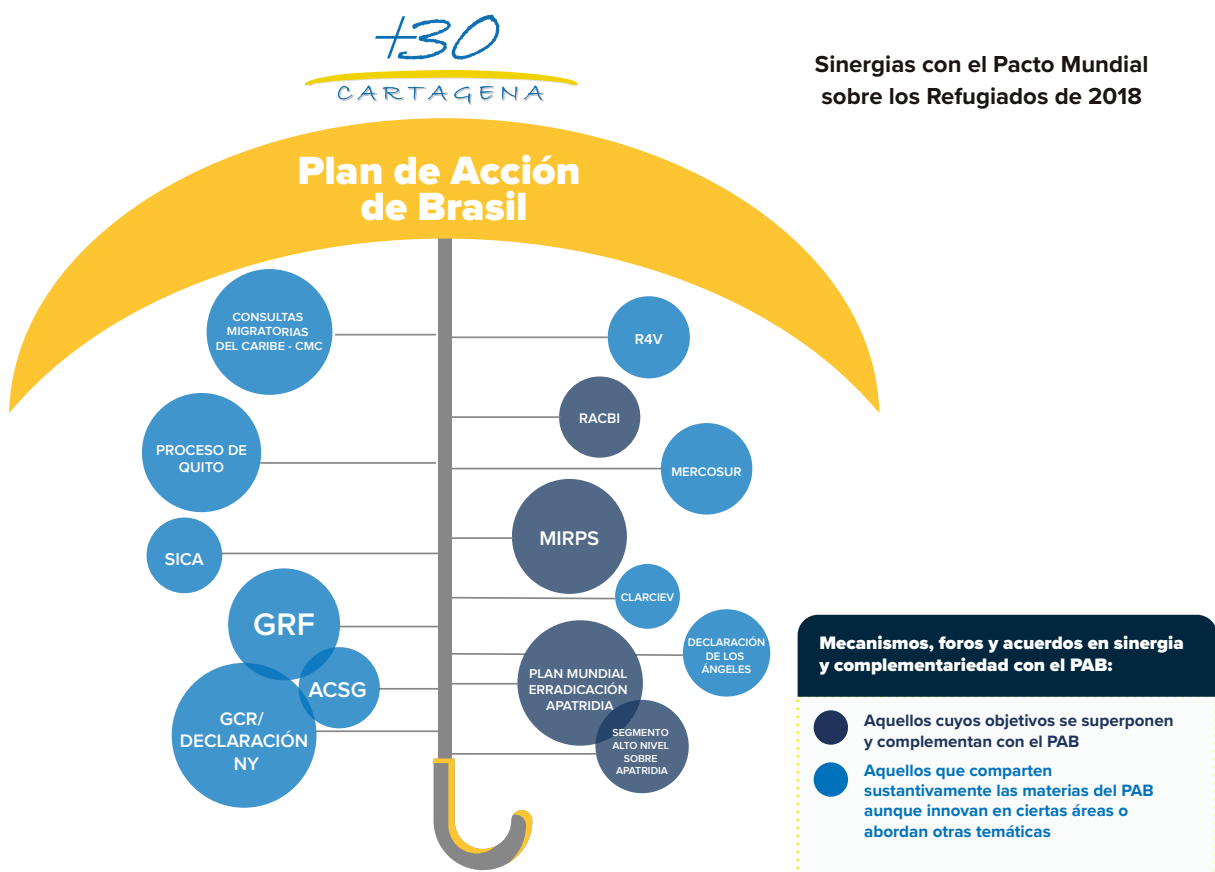 +30
CARTAGENA
Sinergias con el Pacto Mundial
sobre los Refugiados de 2018
Plan de Acción
de Brasil
CONSULTAS
MIGRATORIAS
DEL CARIBE - CMC
R4V
RACBI
PROCESO DE
QUITO
MERCOSUR
MIRPS
SICA
CLARCIEV
GRF
DECLARACIÓN
DE LOS
ÁNGELES
PLAN MUNDIAL
ERRADICACIÓN
APATRIDIA
ACSG
GCR/
DECLARACIÓN
NY
SEGMENTO
ALTO NIVEL
SOBRE
APATRIDIA
Mecanismos, foros y acuerdos en sinergia
y complementariedad con el PAB:
Aquellos cuyos objetivos se superponen
y complementan con el PAB
Aquellos que comparten
sustantivamente las materias del PAB
aunque innovan en ciertas áreas o
abordan otras temáticas